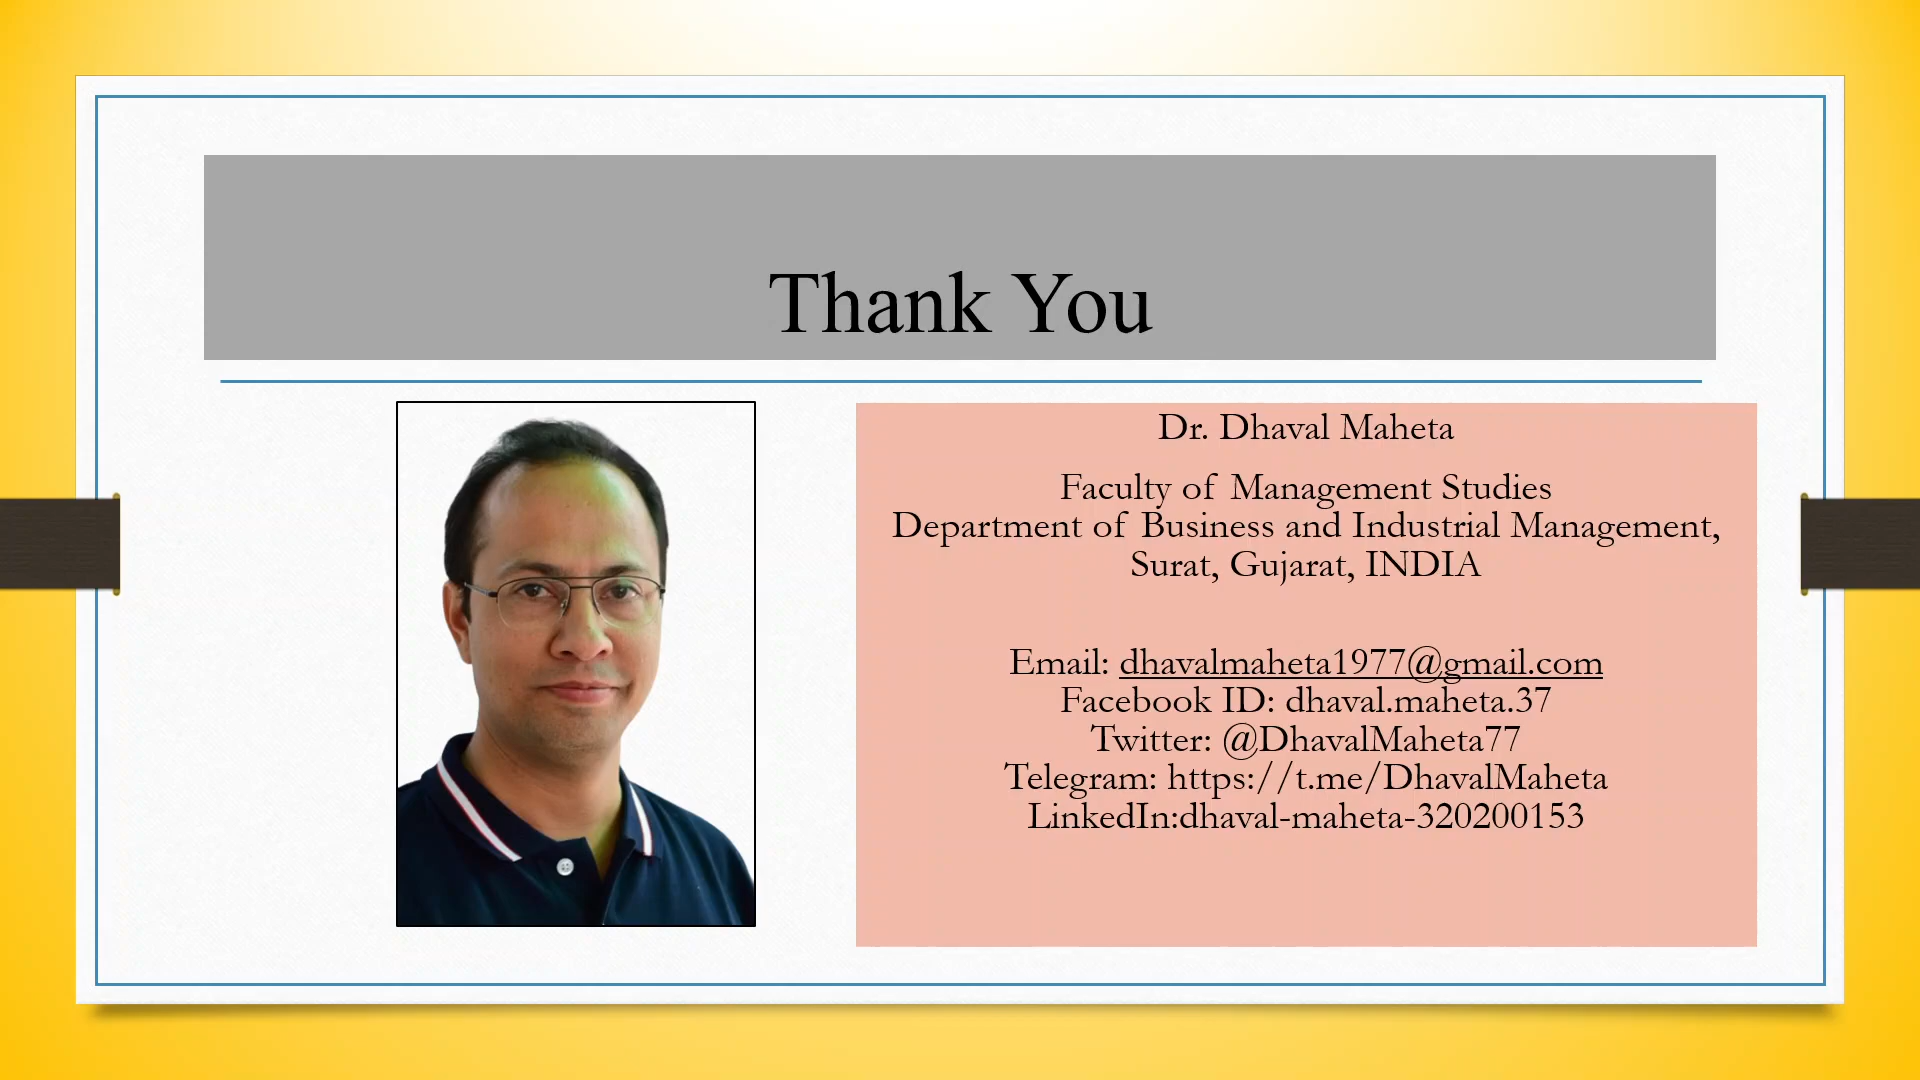 Thank You
Dr. Dhaval Maheta
Faculty of Management Studies
Department of Business and Industrial Management,
Surat, Gujarat, INDIA
Email: dhavalmaheta1977@gmail.com
Facebook ID: dhaval.maheta.37
Twitter: @DhavalMaheta77
Telegram: https://t.me/DhavalMaheta
LinkedIn:dhaval-maheta-320200153